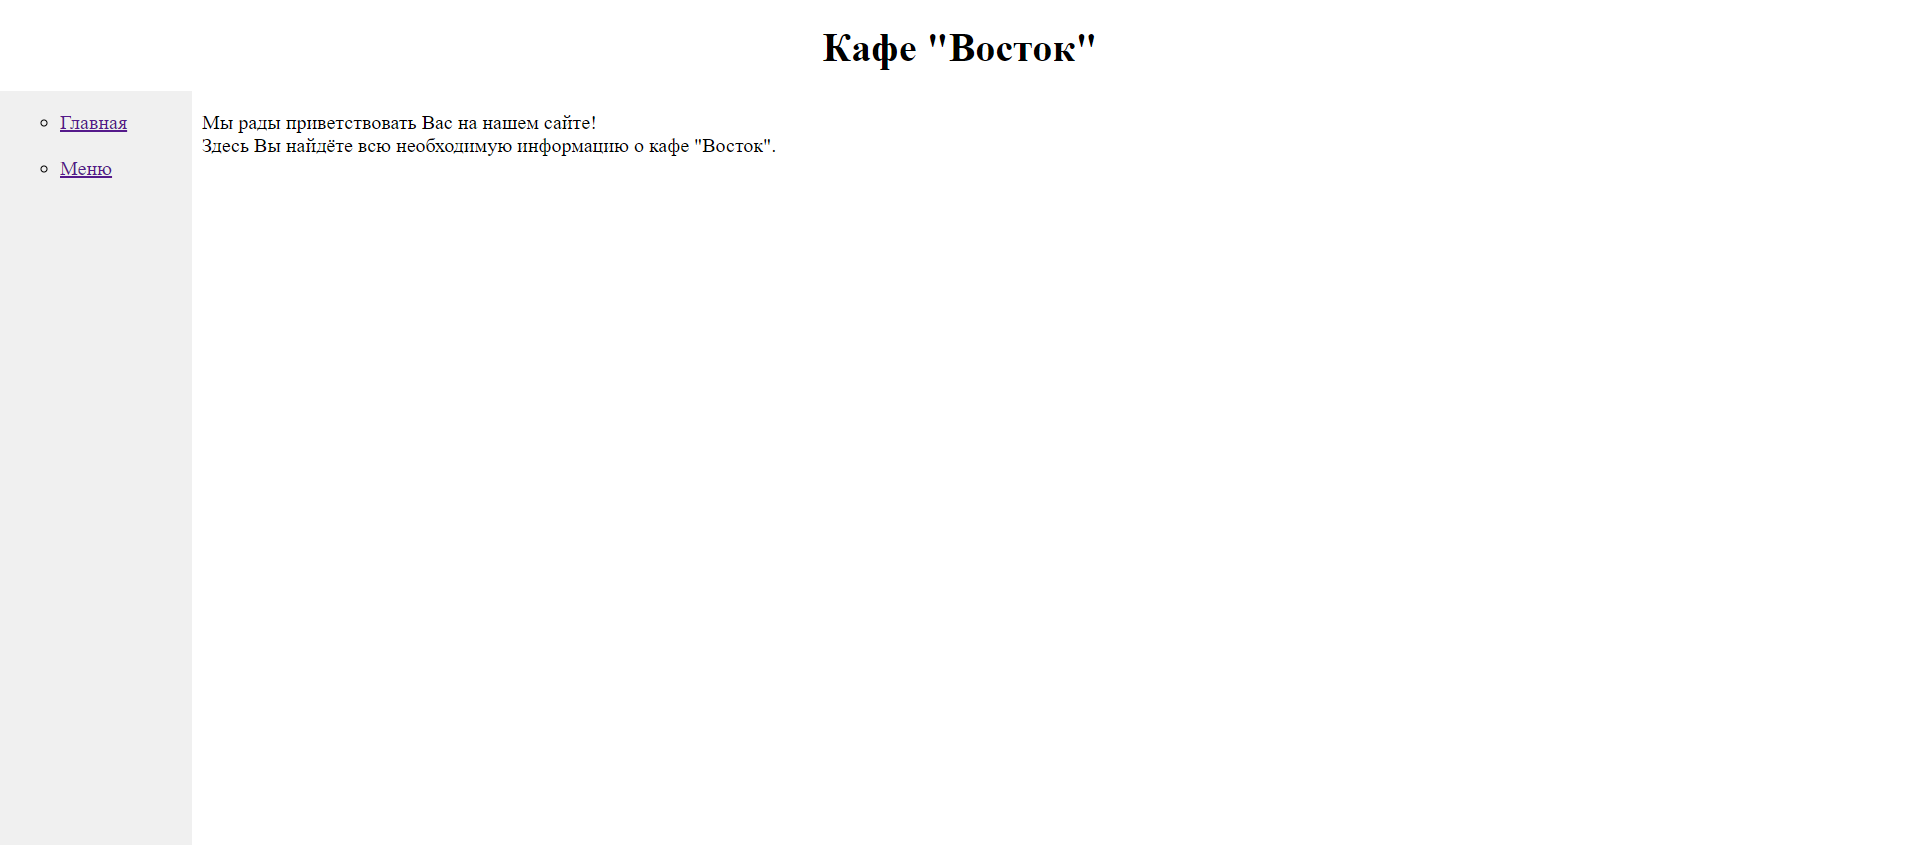 Кафе "Восток"
Главная
Меню
Мы рады приветствовать Вас на нашем сайте!
Здесь Вы найдёте всю необходимую информацию о кафе "Восток".